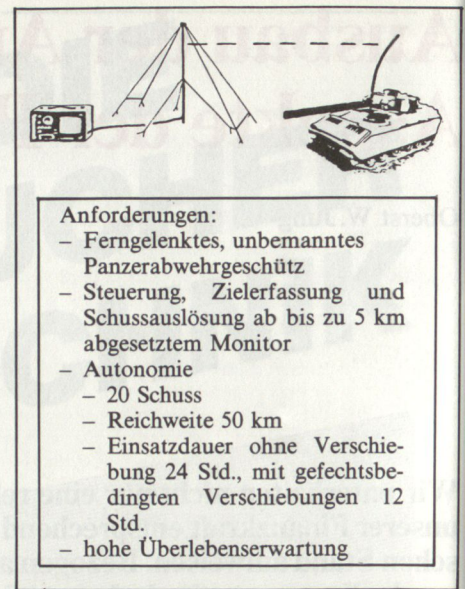 Anforderungen:
– Ferngelenktes, unbemanntes
Panzerabwehrgeschütz
– Steuerung, Zielerfassung und
Schussauslösung ab bis zu 5 km
abgesetztem Monitor
– Autonomie
– 20 Schuss
– Reichweite 50 km
– Einsatzdauer ohne Verschie-
bung 24 Std., mit gefechtsbe-
dingten Verschiebungen 12
Std.
– hohe Überlebenserwartung